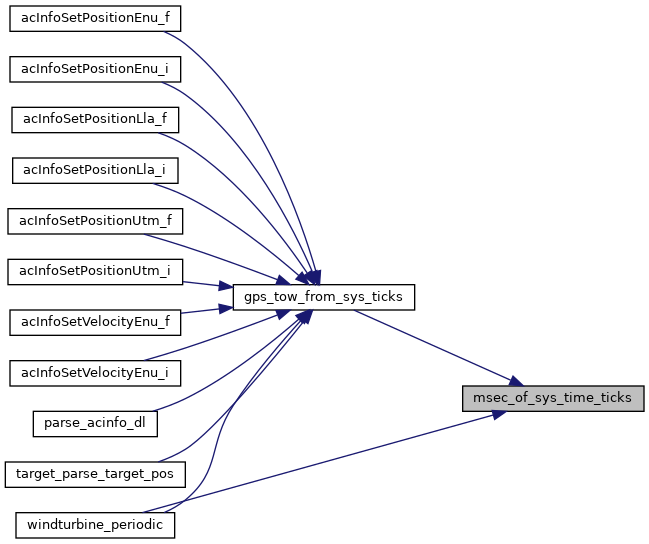 acInfoSetPositionEnu_f
acInfoSetPositionEnu_i
acInfoSetPositionLla_f
acInfoSetPositionLla_i
acInfoSetPositionUtm_f
acInfoSetPositionUtm_i
acInfoSetVelocityEnu_f
acInfoSetVelocityEnu_i
parse_acinfo_dl
target_parse_target_pos
windturbine_periodic
gps_tow_from_sys_ticks
msec_of_sys_time_ticks